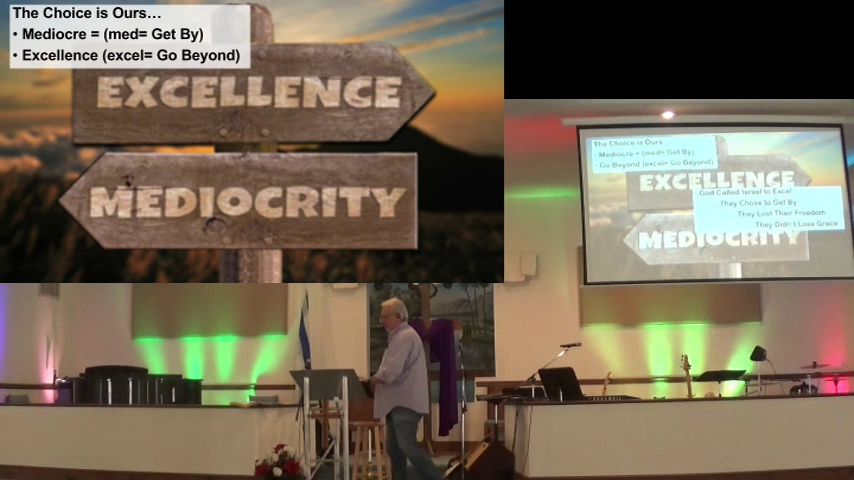 The Choice is Ours…
• Mediocre = (med= Get By)
• Excellence (excel= Go Beyond)
EXCELLENCE
MEDIOCRITY
The Choice is Ours
- Mediocre = (med= Get By)
- Go Beyond (excel= Go Beyond)
EXCELLENCE
God Called Israel to Excel
They Chose to Get By
They Lost Their Freedom
They Didn't Lose Grace
MEDIOCRITY